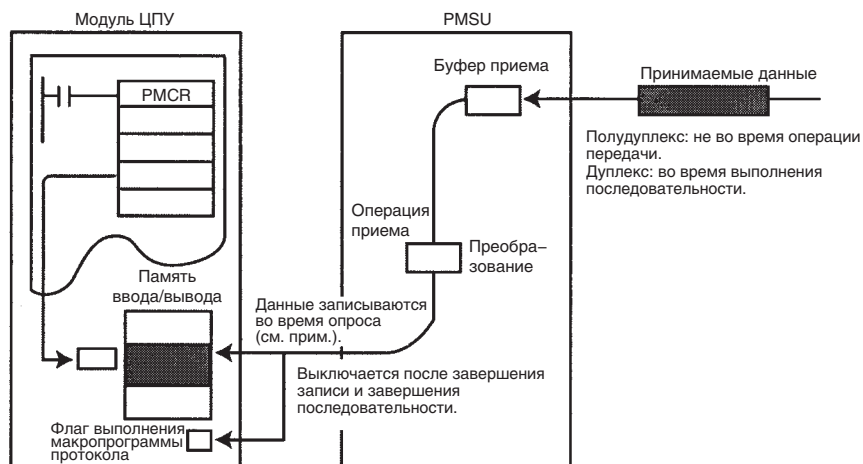 Модуль ЦПУ
PMSU
PMCR
Буфер приема
Принимаемые данные
Полудуплекс: не во время операции
передачи.
Дуплекс: во время выполнения
последовательности.
Операция
приема
Преобра–
зование
Память
ввода/вывода
Данные записываются
во время опроса
(см. прим.).
Выключается после завершения
записи и завершения
последовательности.
Флаг выполнения
макропрограммы
протокола